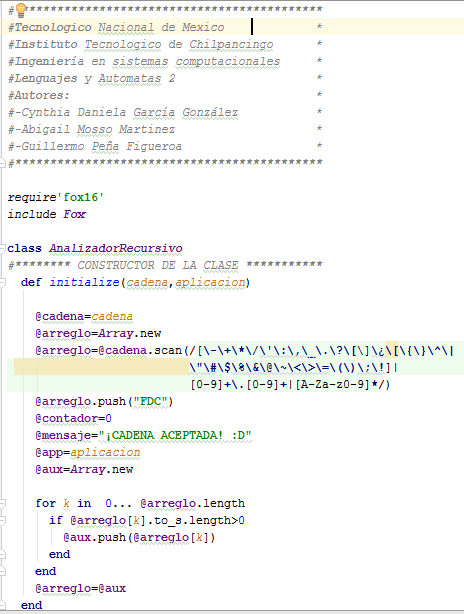 #*******************************************
#Tecnologico Nacional de Mexico *
#Instituto Tecnologico de Chilpancingo *
#Ingeniería en sistemas computacionales *
#Lenguajes y Automatas 2 *
#Autores: *
#-Cynthia Daniela García González *
#-Abigail Mosso Martinez *
#-Guillermo Peña Figueroa *
#*******************************************
require'fox16'
include Fox
class AnalizadorRecursivo
#******** CONSTRUCTOR DE LA CLASE ***********
def initialize(cadena,aplicacion)
@cadena=cadena
@arreglo=Array.new
@arreglo=@cadena.scan(/[\-\+\*\/\'\:\,\_\.\?\[\]\¿\[\{\}\^\|
\"\#\$\%\&\@\~\<\>\=\(\)\;\!]|
[0-9]+\.[0-9]+|[A-Za-z0-9]*/)
@arreglo.push("FDC")
@contador=0
@mensaje="¡CADENA ACEPTADA! :D"
@app=aplicacion
@aux=Array.new
for k in 0... @arreglo.length
if @arreglo[k].to_s.length>0
@aux.push(@arreglo[k])
end
end
@arreglo=@aux
end